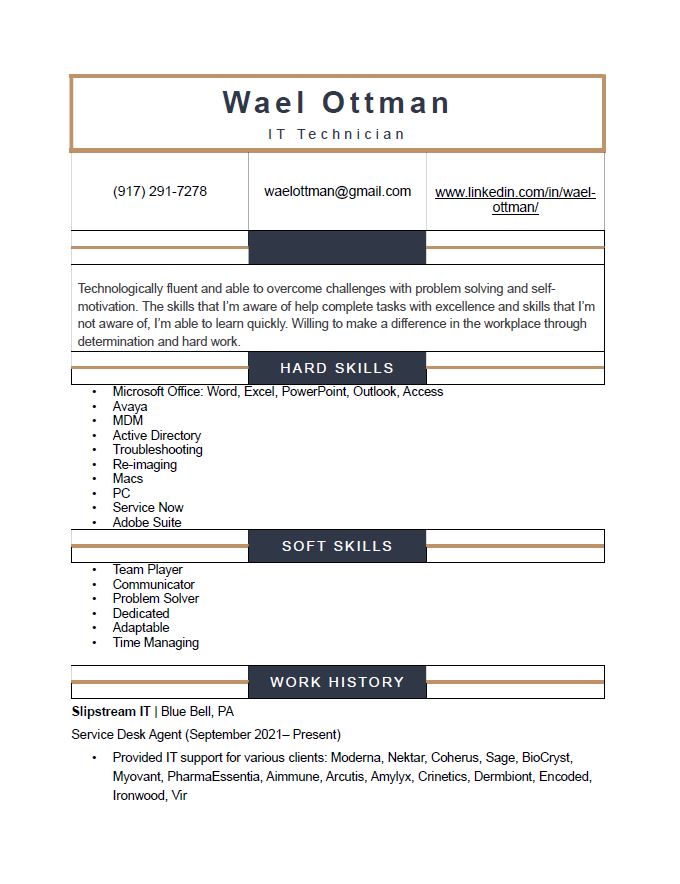 Wael Ottman
IT Technician
(917) 291-7278
waelottman@gmail.com
www.linkedin.com/in/wael-
ottman/
Technologically fluent and able to overcome challenges with problem solving and self-
motivation. The skills that I'm aware of help complete tasks with excellence and skills that I'm
not aware of, I'm able to learn quickly. Willing to make a difference in the workplace through
determination and hard work.
HARD SKILLS
• Microsoft Office: Word, Excel, PowerPoint, Outlook, Access
• Avaya
• MDM
• Active Directory
• Troubleshooting
• Re-imaging
• Macs
• PC
• Service Now
• Adobe Suite
SOFT SKILLS
• Team Player
• Communicator
• Problem Solver
• Dedicated
• Adaptable
• Time Managing
WORK HISTORY
Slipstream IT | Blue Bell, PA
Service Desk Agent (September 2021– Present)
• Provided IT support for various clients: Moderna, Nektar, Coherus, Sage, BioCryst,
Myovant, PharmaEssentia, Aimmune, Arcutis, Amylyx, Crinetics, Dermbiont, Encoded,
Ironwood, Vir